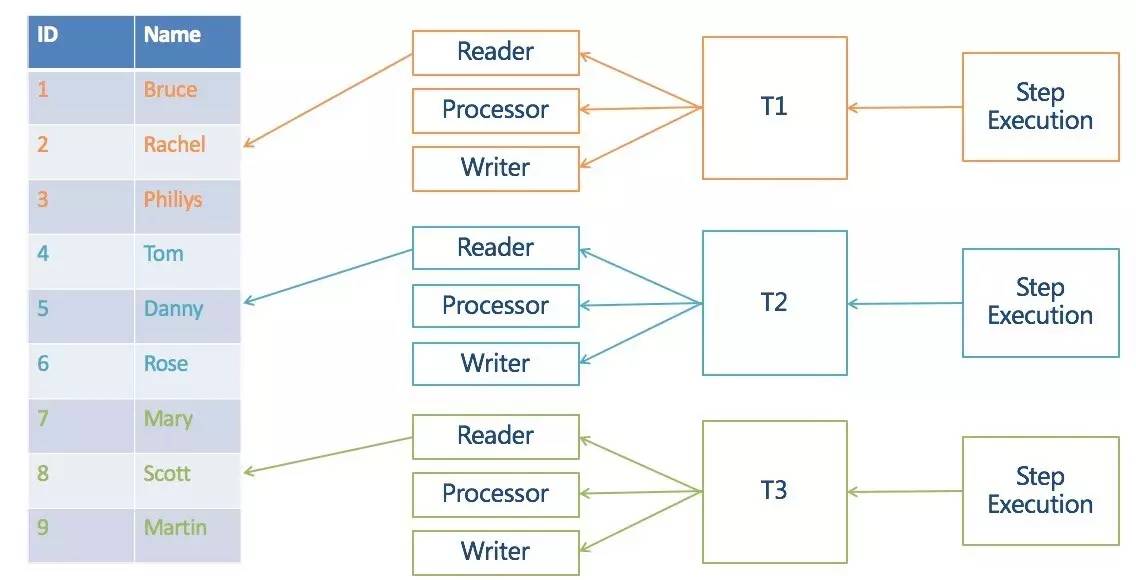 ID Name
1 Bruce
2 Rachel
3 Philiys
4 Tom
5 Danny
6 Rose
7 Mary
8 Scott
9 Martin
Reader
Processor
Writer
T1
Step
Execution
Reader
Processor
Writer
T2
Step
Execution
Reader
Processor
Writer
T3
Step
Execution